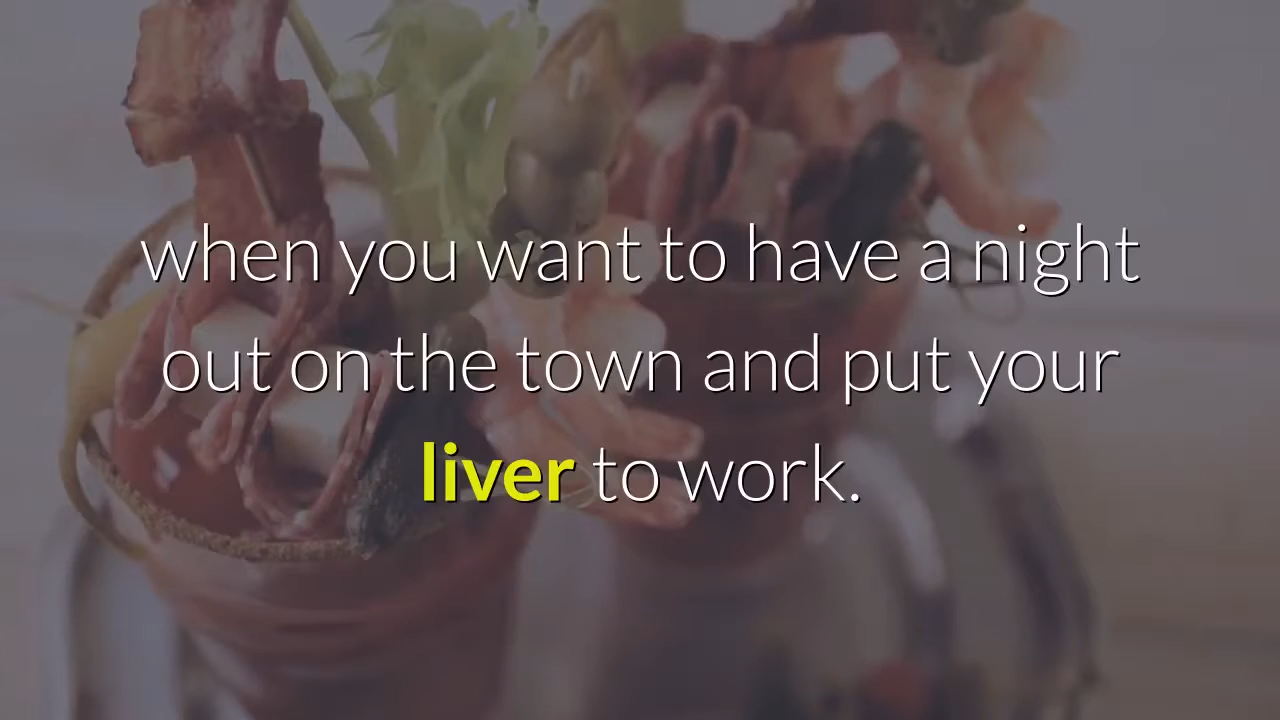 when you want to have a night
out on the town and put your
liver to work.